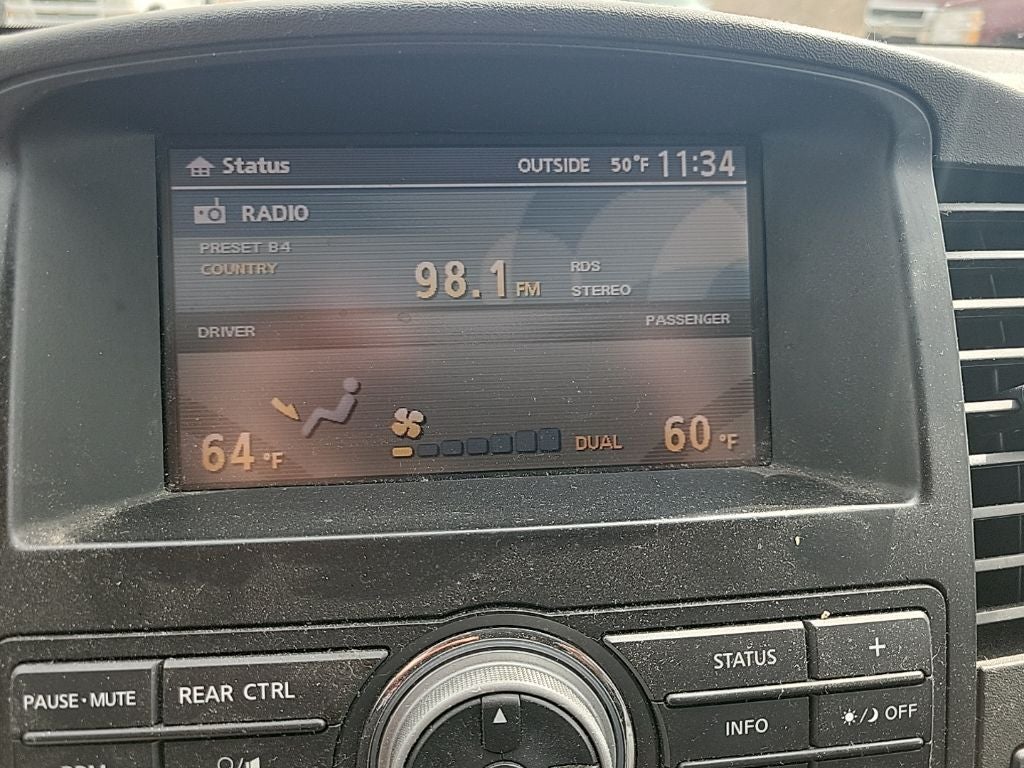 Status OUTSIDE 50°F 11:34
RADIO
PRESET B4
COUNTRY
98.1 FM
RDS
STEREO
DRIVER PASSENGER
64 °F DUAL 60 °F
PAUSE·MUTE REAR CTRL STATUS +
INFO OFF